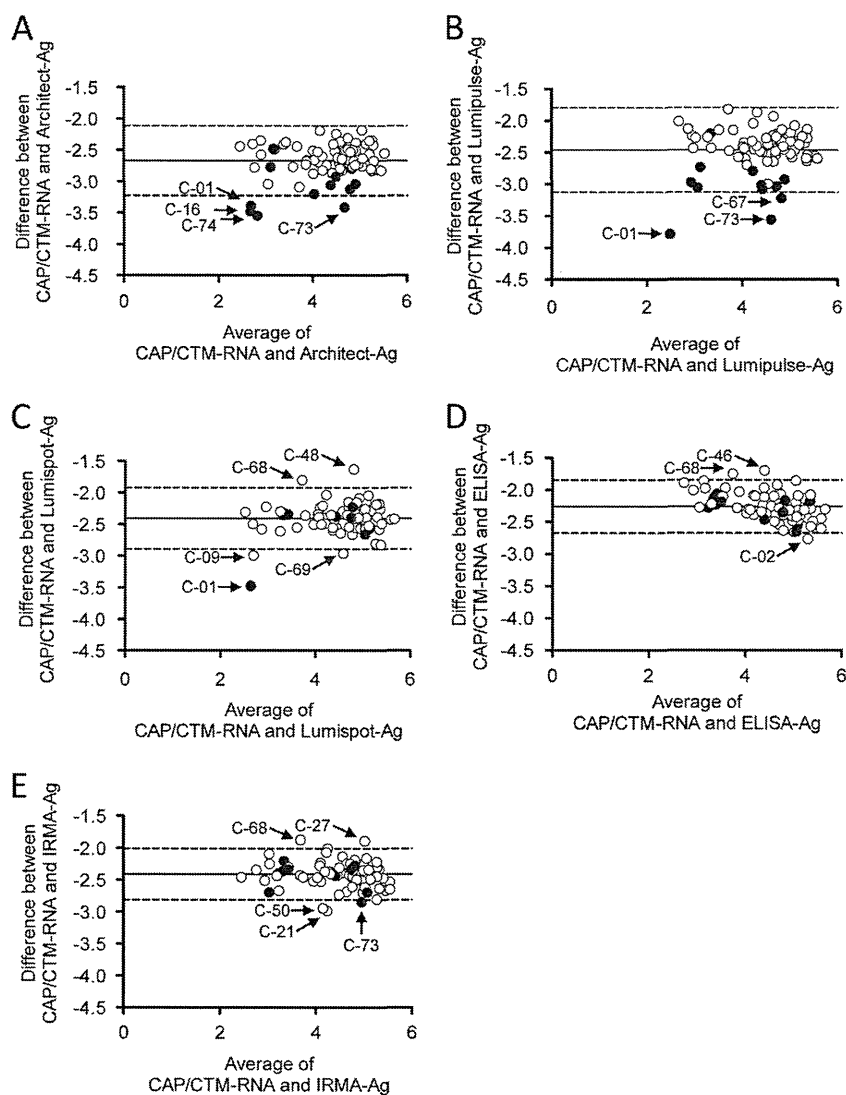 A
Difference between
CAP/CTM-RNA and Architect-Ag
-1.5
-2.0
-2.5
-3.0
-3.5
-4.0
-4.5
C-01
C-16
C-74
C-73
0
2
4
6
Average of
CAP/CTM-RNA and Architect-Ag
B
Difference between
CAP/CTM-RNA and Lumipulse-Ag
-1.5
-2.0
-2.5
-3.0
-3.5
-4.0
-4.5
C-67
C-73
C-01
0
2
4
6
Average of
CAP/CTM-RNA and Lumipulse-Ag
C
Difference between
CAP/CTM-RNA and Lumispot-Ag
-1.5
-2.0
-2.5
-3.0
-3.5
-4.0
-4.5
C-48
C-68
C-09
C-69
C-01
0
2
4
6
Average of
CAP/CTM-RNA and Lumispot-Ag
D
Difference between
CAP/CTM-RNA and ELISA-Ag
-1.5
-2.0
-2.5
-3.0
-3.5
-4.0
-4.5
C-46
C-68
C-02
0
2
4
6
Average of
CAP/CTM-RNA and ELISA-Ag
E
Difference between
CAP/CTM-RNA and IRMA-Ag
-1.5
-2.0
-2.5
-3.0
-3.5
-4.0
-4.5
C-68
C-27
C-50
C-21
C-73
0
2
4
6
Average of
CAP/CTM-RNA and IRMA-Ag